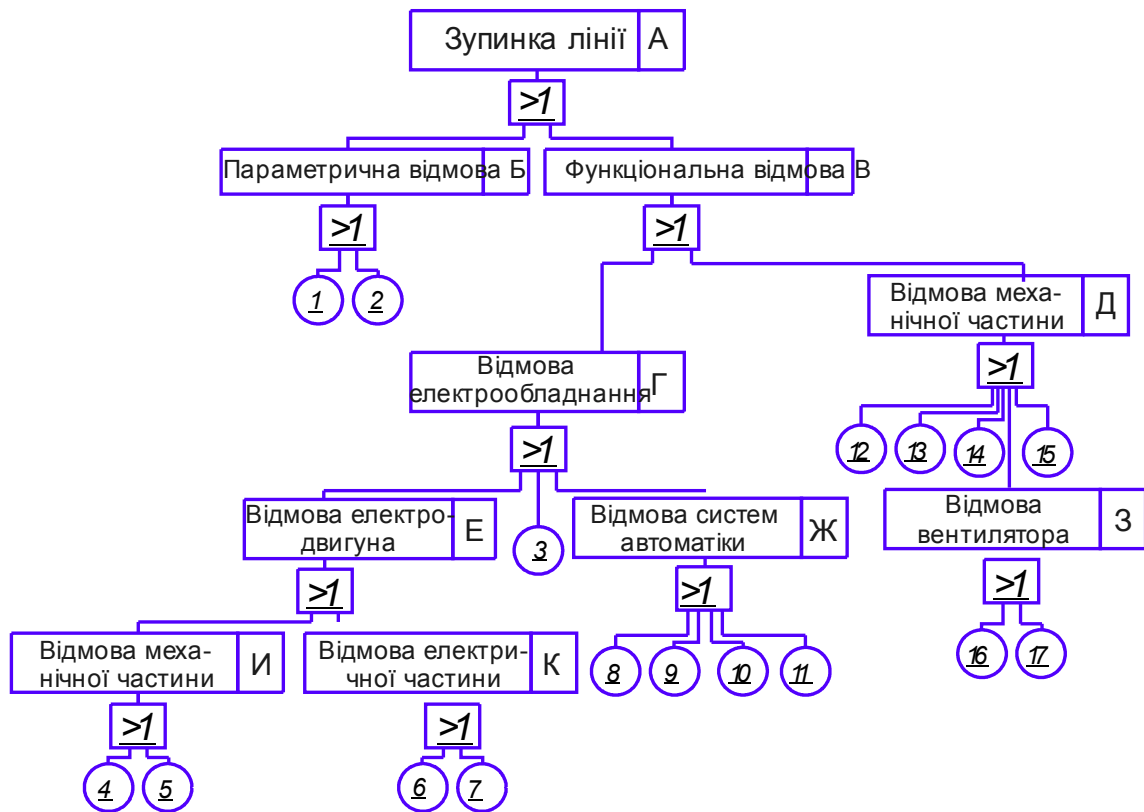 Зупинка лінії А
>1
Параметрична відмова Б
Функціональна відмова В
>1
>1
1
2
Відмова меха-
нічної частини
Д
Відмова
електрообладнання
Г
>1
12
13
14
15
>1
Відмова електро-
двигуна
Е
3
Відмова систем
автоматіки
Ж
Відмова
вентилятора
З
>1
>1
>1
Відмова меха-
нічної частини
И
Відмова електри-
чної частини
К
8
9
10
11
16
17
>1
>1
4
5
6
7